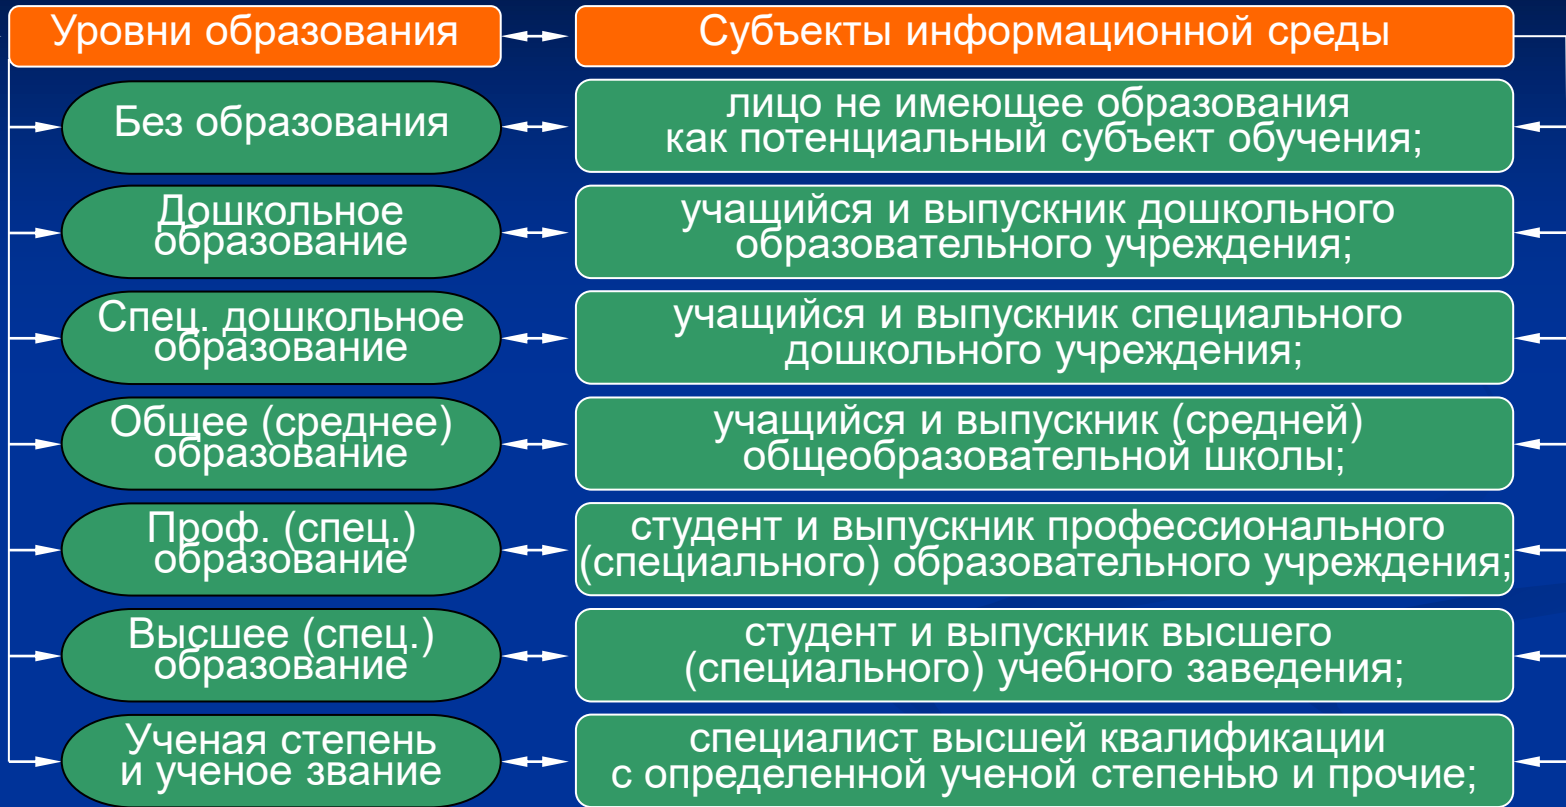 Уровни образования
Субъекты информационной среды
Без образования
лицо не имеющее образования
как потенциальный субъект обучения;
Дошкольное
образование
учащийся и выпускник дошкольного
образовательного учреждения;
Спец. дошкольное
образование
учащийся и выпускник специального
дошкольного учреждения;
Общее (среднее)
образование
учащийся и выпускник (средней)
общеобразовательной школы;
Проф. (спец.)
образование
студент и выпускник профессионального
(специального) образовательного учреждения;
Высшее (спец.)
образование
студент и выпускник высшего
(специального) учебного заведения;
Ученая степень
и ученое звание
специалист высшей квалификации
с определенной ученой степенью и прочие;